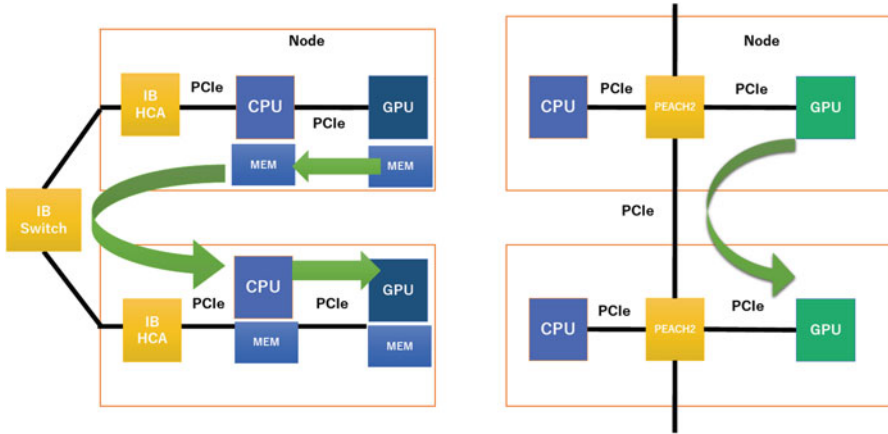 Node
IB
HCA
PCIe
CPU
PCIe
GPU
MEM
MEM
IB
Switch
IB
HCA
PCIe
CPU
PCIe
GPU
MEM
MEM
Node
CPU
PCIe
PEACH2
PCIe
GPU
PCIe
CPU
PCIe
PEACH2
PCIe
GPU